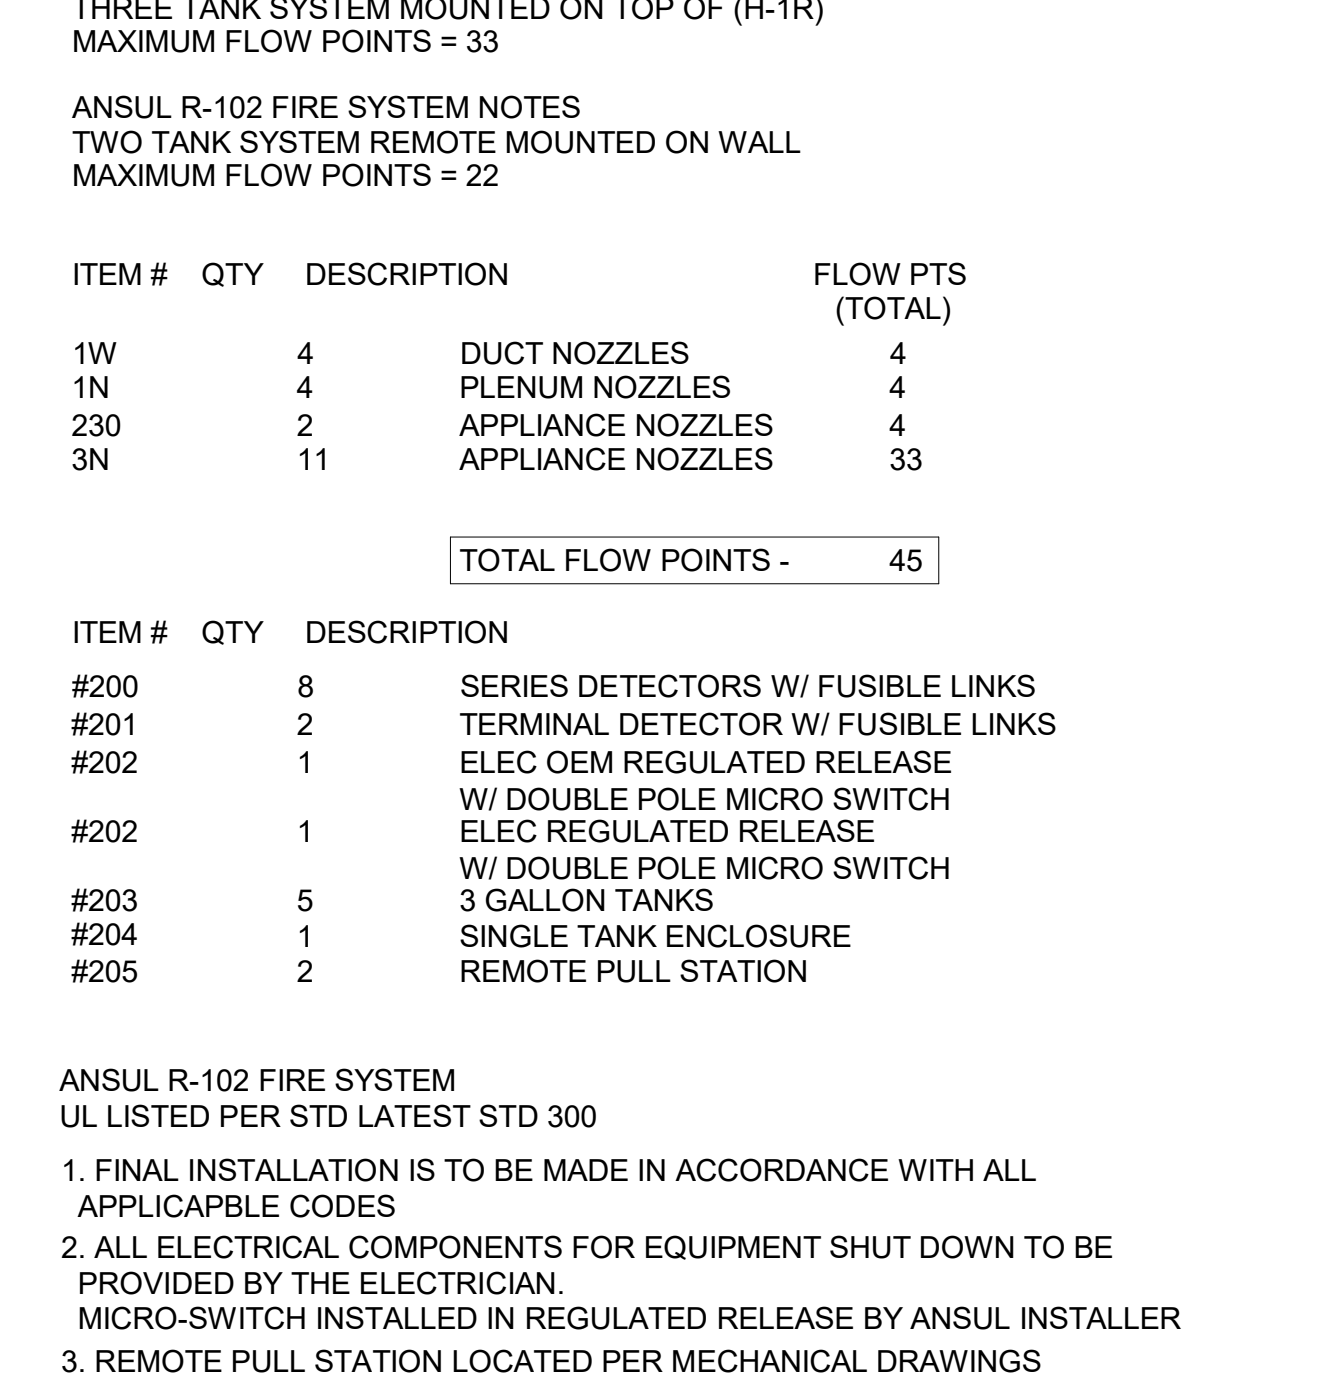 THREE TANK SYSTEM MOUNTED ON TOP OF (H-1R)
MAXIMUM FLOW POINTS = 33
ANSUL R-102 FIRE SYSTEM NOTES
TWO TANK SYSTEM REMOTE MOUNTED ON WALL
MAXIMUM FLOW POINTS = 22
ITEM # QTY DESCRIPTION FLOW PTS
(TOTAL)
1W 4 DUCT NOZZLES 4
1N 4 PLENUM NOZZLES 4
230 2 APPLIANCE NOZZLES 4
3N 11 APPLIANCE NOZZLES 33
TOTAL FLOW POINTS - 45
ITEM # QTY DESCRIPTION
#200 8 SERIES DETECTORS W/ FUSIBLE LINKS
#201 2 TERMINAL DETECTOR W/ FUSIBLE LINKS
#202 1 ELEC OEM REGULATED RELEASE
W/ DOUBLE POLE MICRO SWITCH
#202 1 ELEC REGULATED RELEASE
W/ DOUBLE POLE MICRO SWITCH
#203 5 3 GALLON TANKS
#204 1 SINGLE TANK ENCLOSURE
#205 2 REMOTE PULL STATION
ANSUL R-102 FIRE SYSTEM
UL LISTED PER STD LATEST STD 300
1. FINAL INSTALLATION IS TO BE MADE IN ACCORDANCE WITH ALL
APPLICAPBLE CODES
2. ALL ELECTRICAL COMPONENTS FOR EQUIPMENT SHUT DOWN TO BE
PROVIDED BY THE ELECTRICIAN.
MICRO-SWITCH INSTALLED IN REGULATED RELEASE BY ANSUL INSTALLER
3. REMOTE PULL STATION LOCATED PER MECHANICAL DRAWINGS